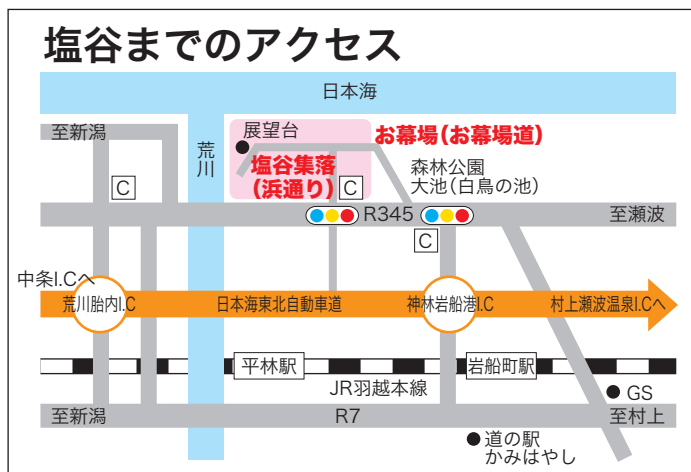 塩谷までのアクセス
日本海
至新潟
荒川
展望台
お幕場(お幕場道)
塩谷集落
(浜通り)
C
C
森林公園
大池(白鳥の池)
R345
至瀬波
C
中条I.Cへ
荒川胎内I.C
日本海東北自動車道
神林岩船港I.C
村上瀬波温泉I.Cへ
平林駅
岩船町駅
JR羽越本線
GS
至新潟
R7
至村上
道の駅
かみはやし